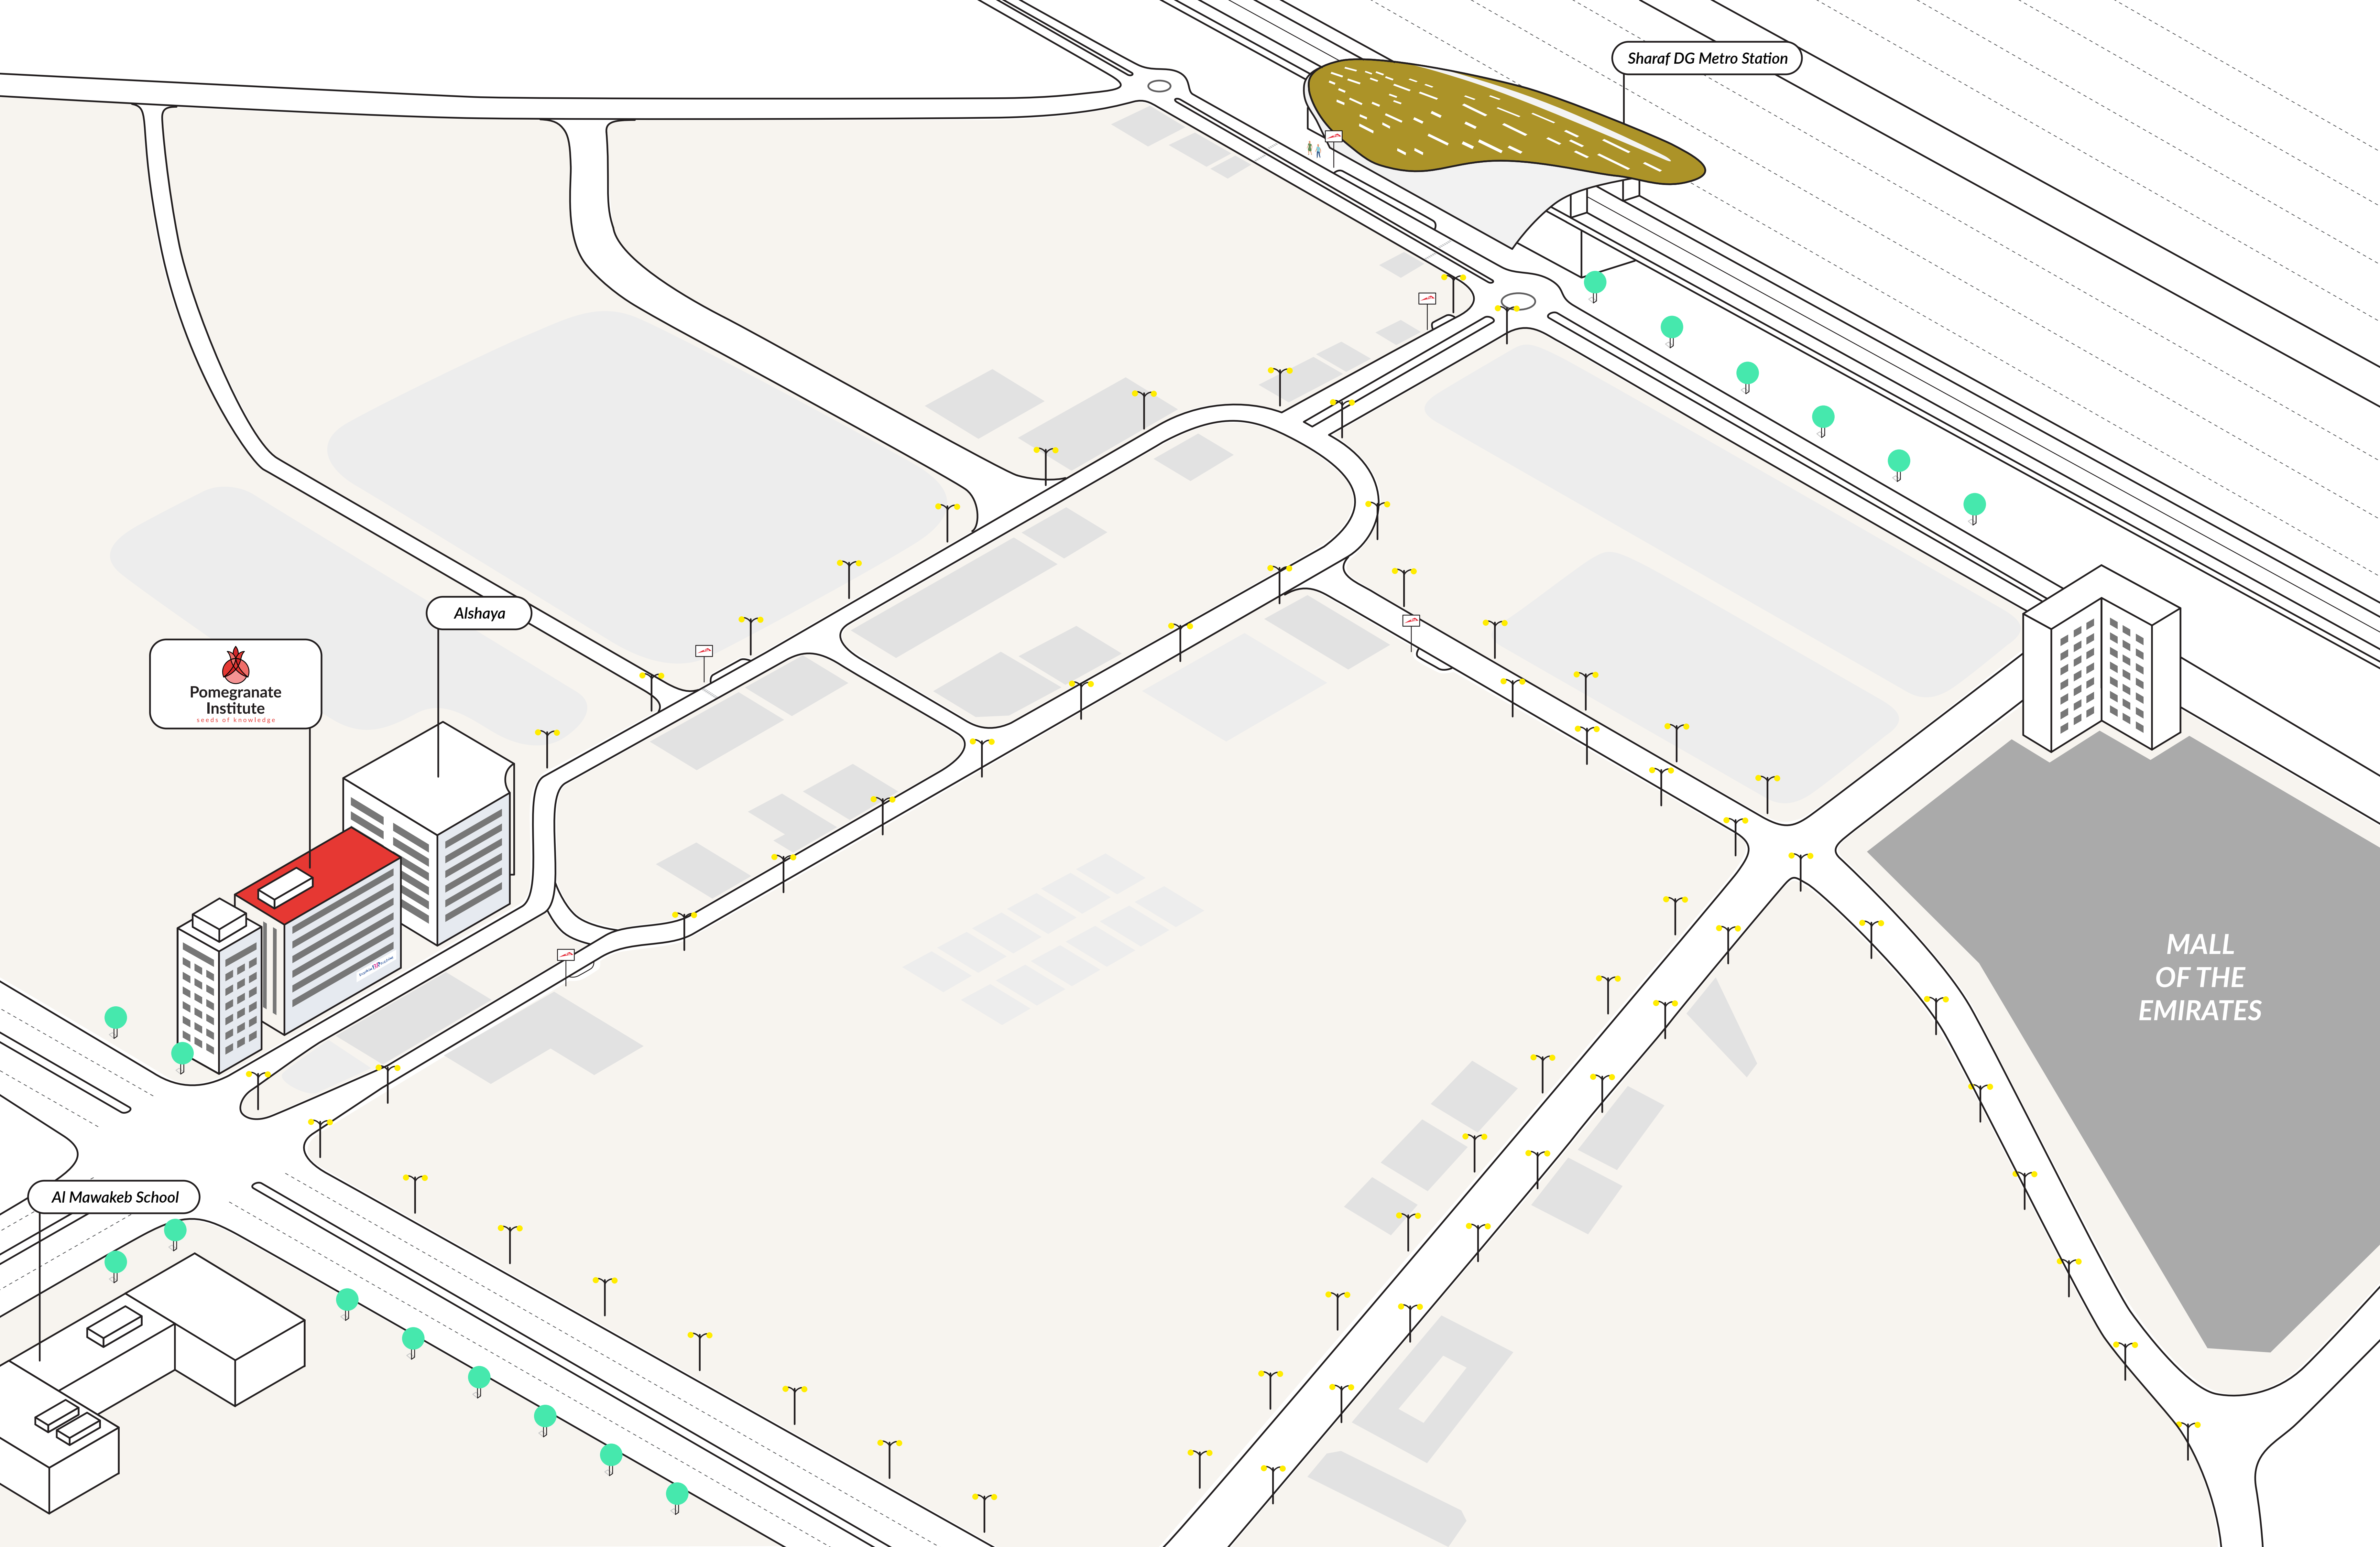 Sharaf DG Metro Station
Alshaya
Pomegranate
Institute
seeds of knowledge
MALL
OF THE
EMIRATES
Al Mawakeb School